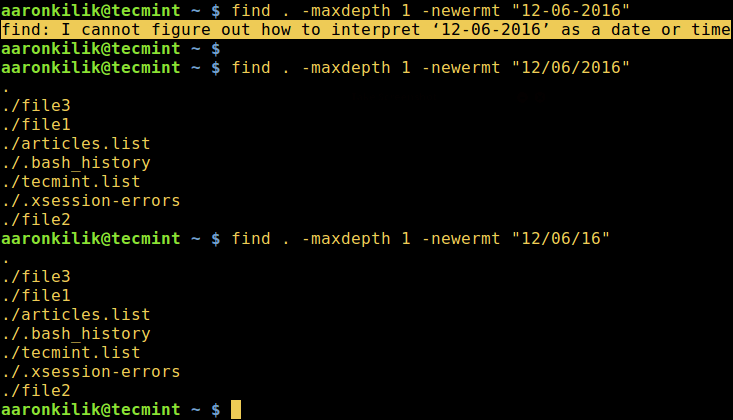 aaronkilik@tecmint ~ $ find . -maxdepth 1 -newermt "12-06-2016"
find: I cannot figure out how to interpret ‘12-06-2016’ as a date or time
aaronkilik@tecmint ~ $
aaronkilik@tecmint ~ $ find . -maxdepth 1 -newermt "12/06/2016"
.
./file3
./file1
./articles.list
./.bash_history
./tecmint.list
./.xsession-errors
./file2
aaronkilik@tecmint ~ $ find . -maxdepth 1 -newermt "12/06/16"
.
./file3
./file1
./articles.list
./.bash_history
./tecmint.list
./.xsession-errors
./file2
aaronkilik@tecmint ~ $